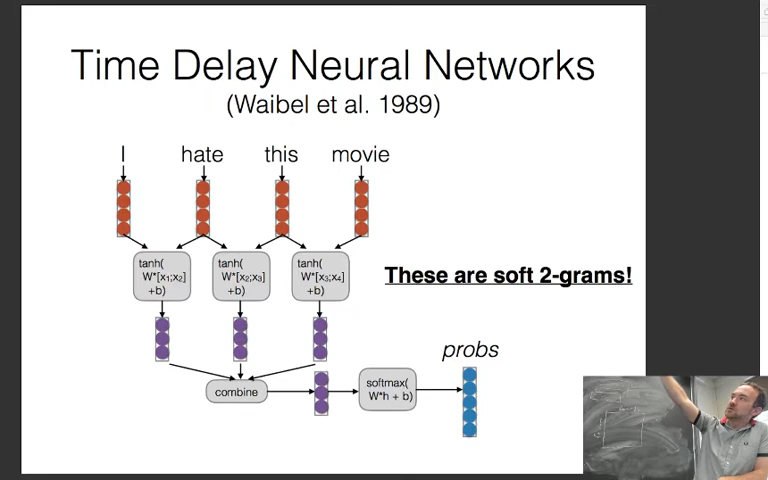 Time Delay Neural Networks
(Waibel et al. 1989)
I hate this movie
tanh(
W*[x₁;x₂]
+b)
tanh(
W*[x₂;x₃]
+b)
tanh(
W*[x₃;x₄]
+b)
These are soft 2-grams!
probs
combine
softmax(
W*h + b)